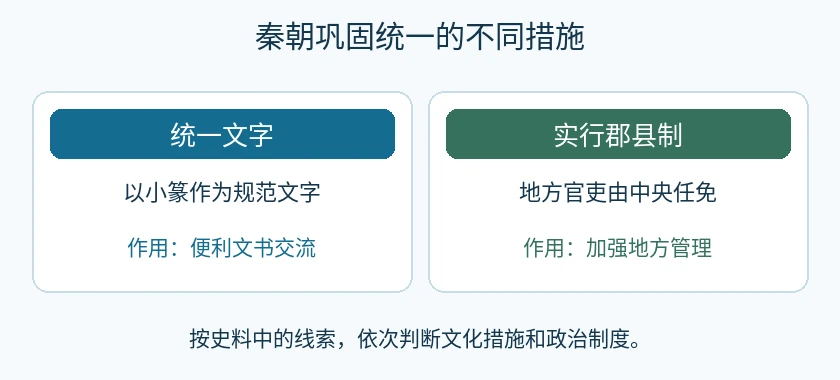 秦朝巩固统一的不同措施
统一文字
以小篆作为规范文字
作用：便利文书交流
实行郡县制
地方官吏由中央任免
作用：加强地方管理
按史料中的线索，依次判断文化措施和政治制度。